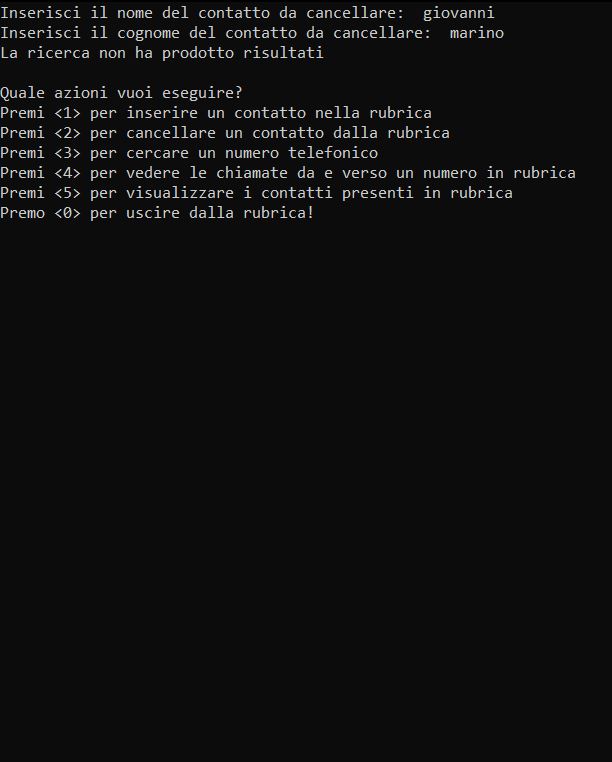 Inserisci il nome del contatto da cancellare:  giovanni
Inserisci il cognome del contatto da cancellare:  marino
La ricerca non ha prodotto risultati

Quale azioni vuoi eseguire?
Premi <1> per inserire un contatto nella rubrica
Premi <2> per cancellare un contatto dalla rubrica
Premi <3> per cercare un numero telefonico
Premi <4> per vedere le chiamate da e verso un numero in rubrica
Premi <5> per visualizzare i contatti presenti in rubrica
Premo <0> per uscire dalla rubrica!